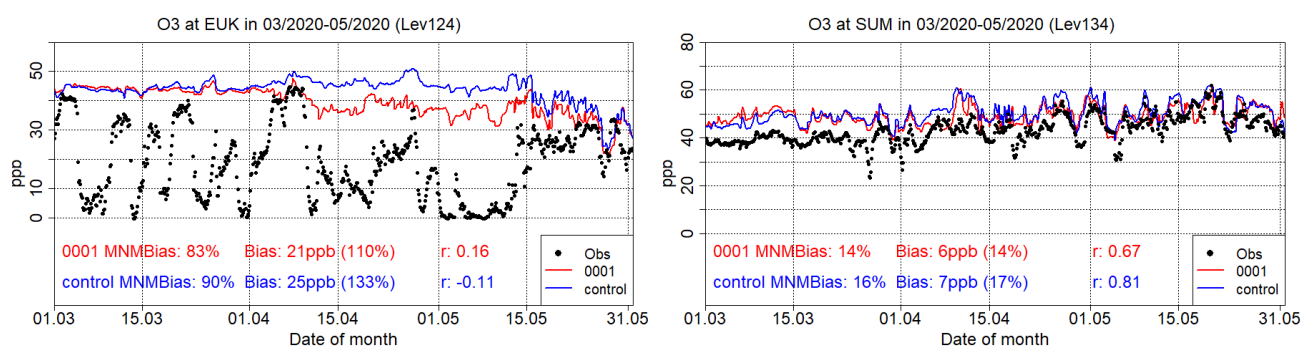 O3 at EUK in 03/2020-05/2020 (Lev124)
ppb
50
30
10
0
0001 MNMBias: 83% Bias: 21ppb (110%) r: 0.16
control MNMBias: 90% Bias: 25ppb (133%) r: -0.11
Obs
0001
control
01.03 15.03 01.04 15.04 01.05 15.05 31.05
Date of month
O3 at SUM in 03/2020-05/2020 (Lev134)
ppb
80
60
40
20
0
0001 MNMBias: 14% Bias: 6ppb (14%) r: 0.67
control MNMBias: 16% Bias: 7ppb (17%) r: 0.81
Obs
0001
control
01.03 15.03 01.04 15.04 01.05 15.05 31.05
Date of month